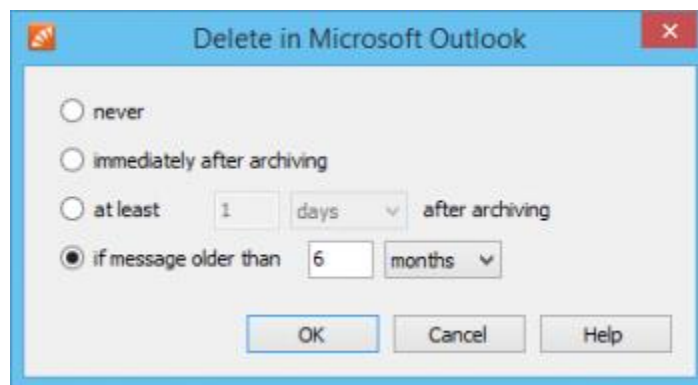 Delete in Microsoft Outlook
never
immediately after archiving
at least 1 days after archiving
if message older than 6 months
OK Cancel Help